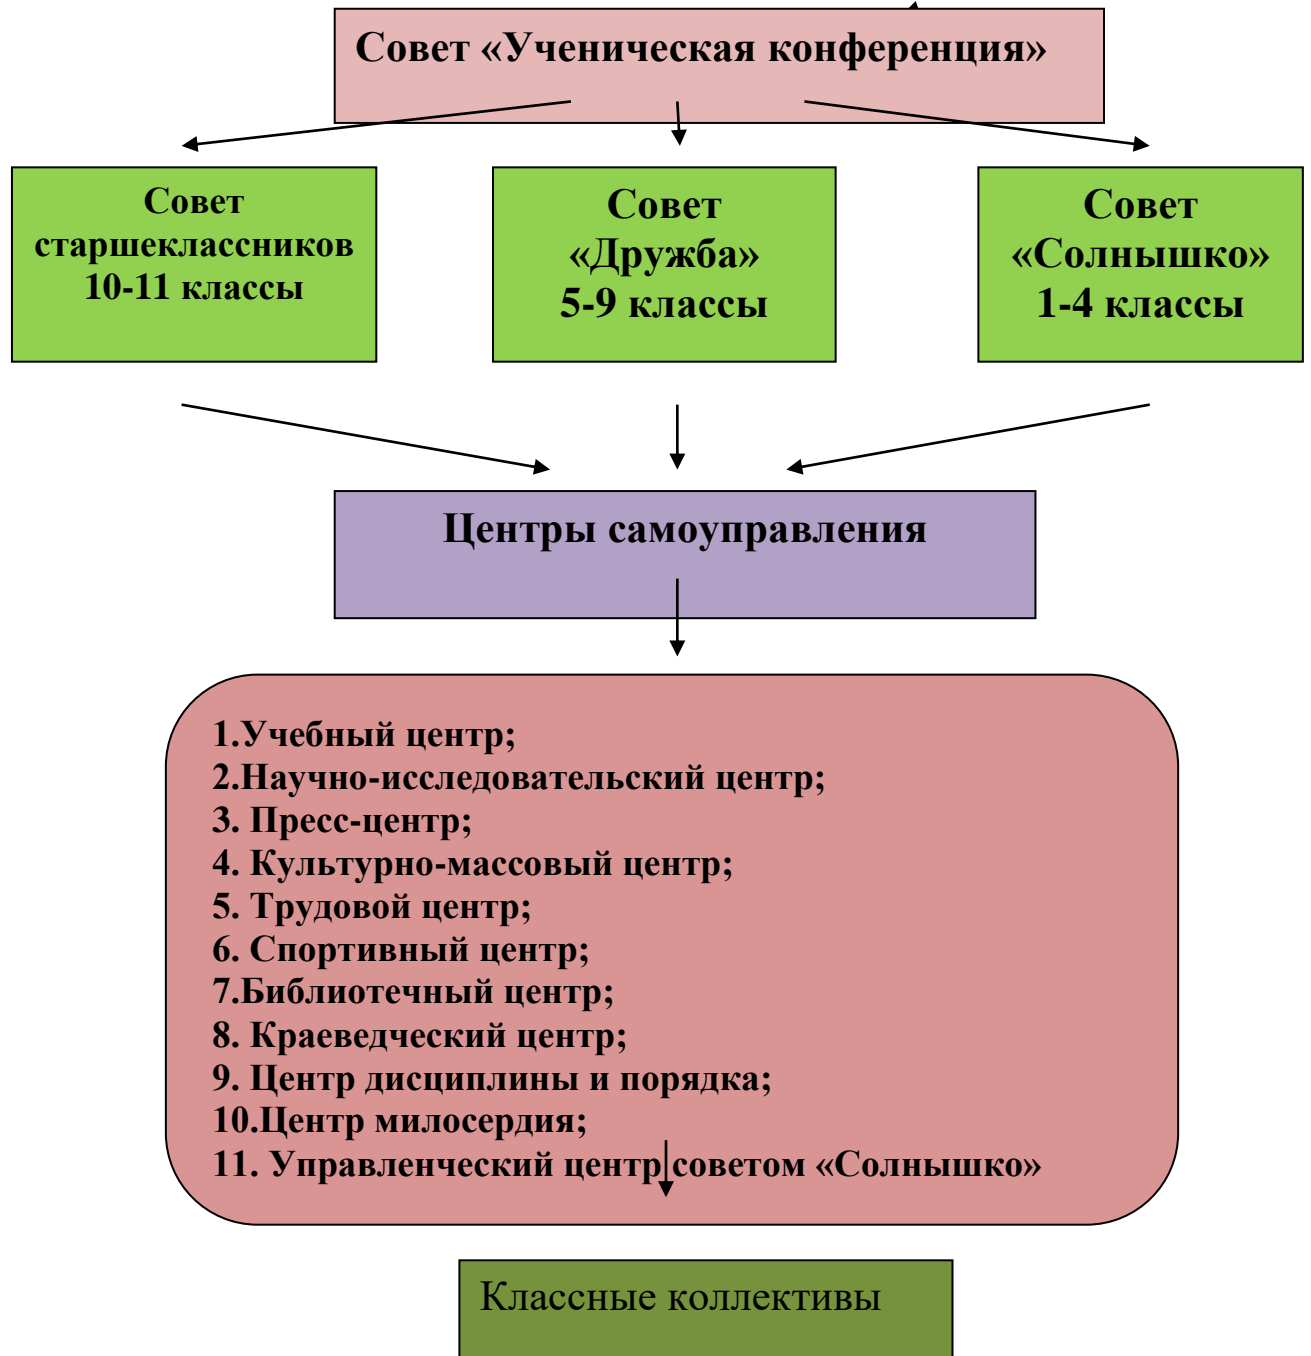 Совет «Ученическая конференция»
Совет
старшеклассников
10-11 классы
Совет
«Дружба»
5-9 классы
Совет
«Солнышко»
1-4 классы
Центры самоуправления
1.Учебный центр;
2.Научно-исследовательский центр;
3. Пресс-центр;
4. Культурно-массовый центр;
5. Трудовой центр;
6. Спортивный центр;
7.Библиотечный центр;
8. Краеведческий центр;
9. Центр дисциплины и порядка;
10.Центр милосердия;
11. Управленческий центр советом «Солнышко»
Классные коллективы